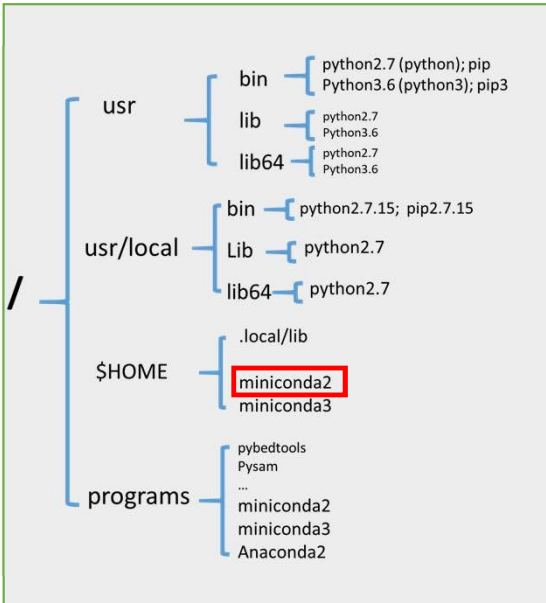 /
usr
bin
python2.7 (python); pip
Python3.6 (python3); pip3
lib
python2.7
Python3.6
lib64
python2.7
Python3.6
usr/local
bin
python2.7.15; pip2.7.15
Lib
python2.7
lib64
python2.7
$HOME
.local/lib
miniconda2
miniconda3
programs
pybedtools
Pysam
...
miniconda2
miniconda3
Anaconda2